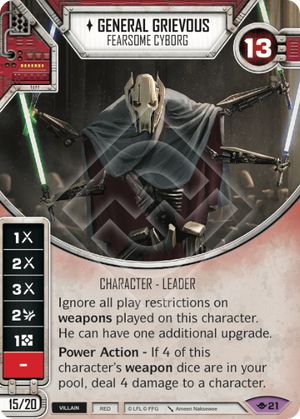 GENERAL GRIEVOUS
FEARSOME CYBORG
13
1
2
3
2
1
-
CHARACTER - LEADER
Ignore all play restrictions on
weapons played on this character.
He can have one additional upgrade.
Power Action - If 4 of this
character's weapon dice are in your
pool, deal 4 damage to a character.
15/20
VILLAIN
RED
© LFL © FFG
Ameen Naksewee
21